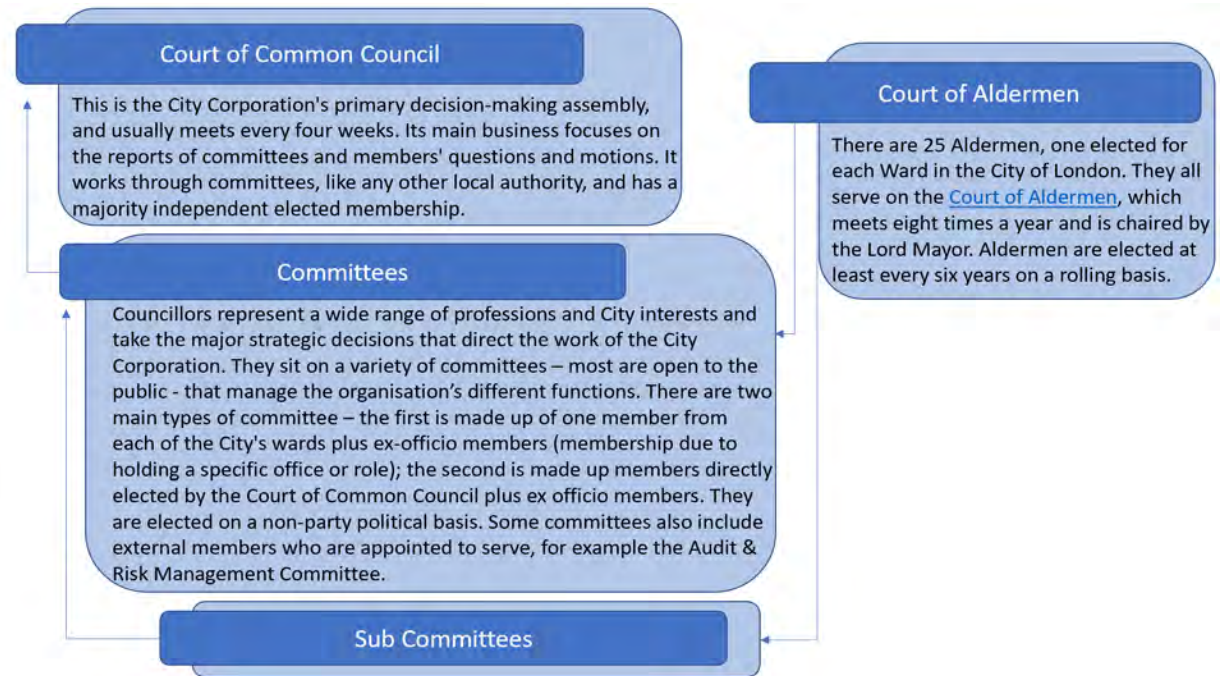 Court of Common Council
This is the City Corporation's primary decision-making assembly,
and usually meets every four weeks. Its main business focuses on
the reports of committees and members' questions and motions. It
works through committees, like any other local authority, and has a
majority independent elected membership.
Court of Aldermen
There are 25 Aldermen, one elected for
each Ward in the City of London. They all
serve on the Court of Aldermen, which
meets eight times a year and is chaired by
the Lord Mayor. Aldermen are elected at
least every six years on a rolling basis.
Committees
Councillors represent a wide range of professions and City interests and
take the major strategic decisions that direct the work of the City
Corporation. They sit on a variety of committees – most are open to the
public - that manage the organisation’s different functions. There are two
main types of committee – the first is made up of one member from
each of the City's wards plus ex-officio members (membership due to
holding a specific office or role); the second is made up members directly
elected by the Court of Common Council plus ex officio members. They
are elected on a non-party political basis. Some committees also include
external members who are appointed to serve, for example the Audit &
Risk Management Committee.
Sub Committees